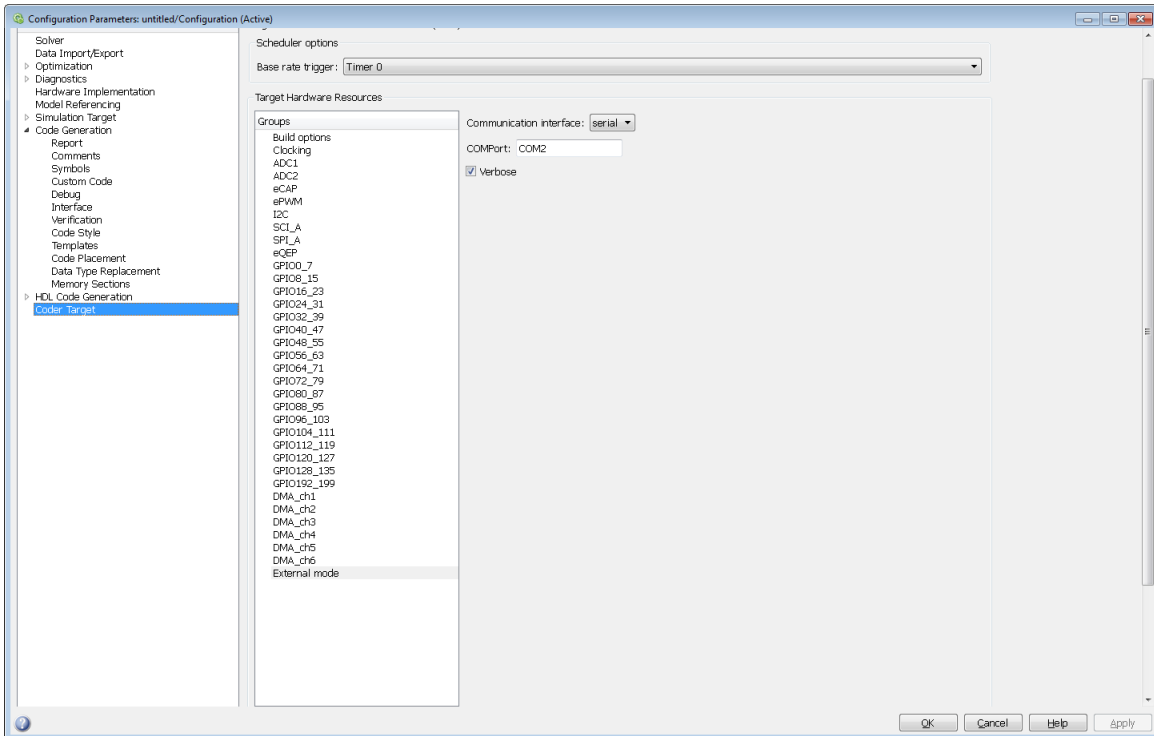 Configuration Parameters: untitled/Configuration (Active)
Solver
Data Import/Export
Optimization
Diagnostics
Hardware Implementation
Model Referencing
Simulation Target
Code Generation
Report
Comments
Symbols
Custom Code
Debug
Interface
Verification
Code Style
Templates
Code Placement
Data Type Replacement
Memory Sections
HDL Code Generation
Coder Target
Scheduler options
Base rate trigger: Timer 0
Target Hardware Resources
Groups
Build options
Clocking
ADC1
ADC2
eCAP
ePWM
I2C
SCI_A
SPI_A
eQEP
GPIO0_7
GPIO8_15
GPIO16_23
GPIO24_31
GPIO32_39
GPIO40_47
GPIO48_55
GPIO56_63
GPIO64_71
GPIO72_79
GPIO80_87
GPIO88_95
GPIO96_103
GPIO104_111
GPIO112_119
GPIO120_127
GPIO128_135
GPIO192_199
DMA_ch1
DMA_ch2
DMA_ch3
DMA_ch4
DMA_ch5
DMA_ch6
External mode
Communication interface: serial
COMPort: COM2
Verbose
OK Cancel Help Apply